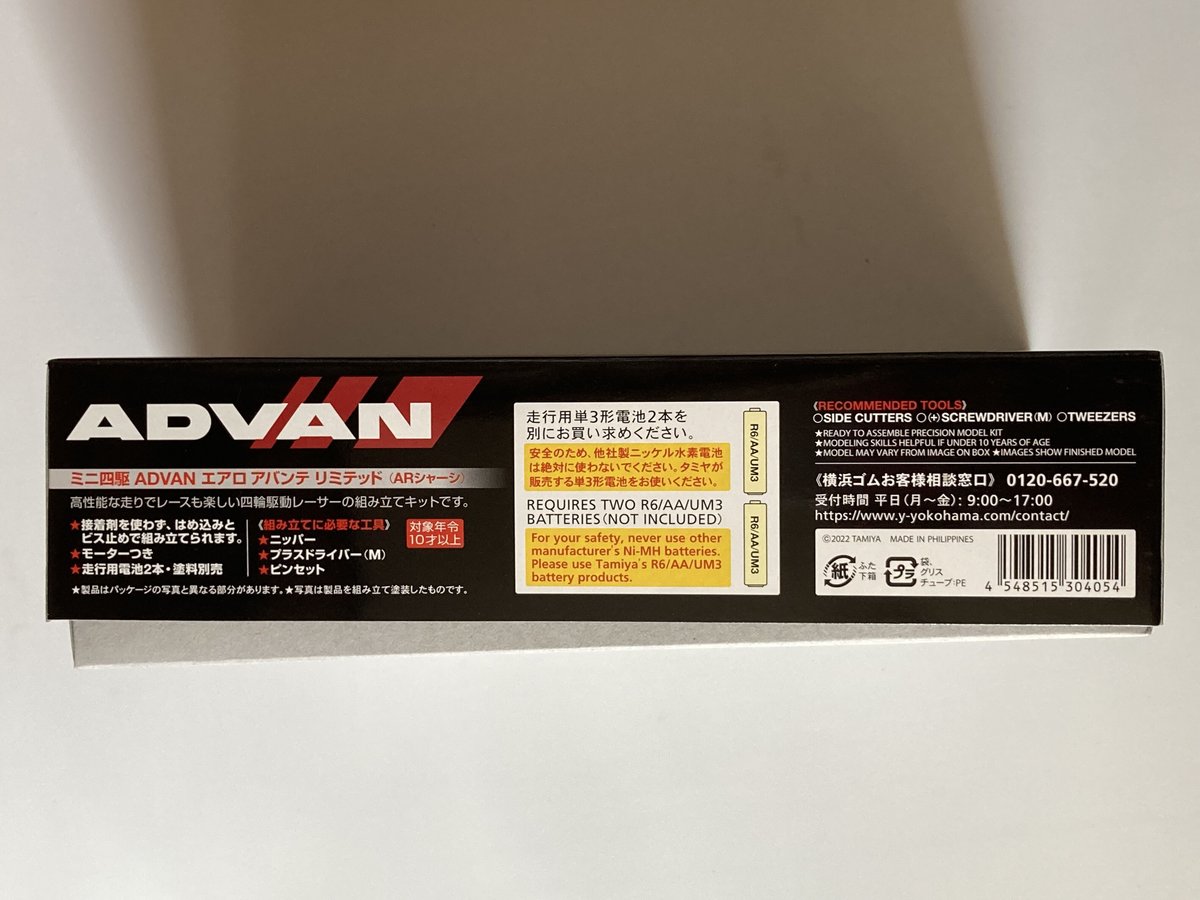 ADVAN
ミニ四駆 ADVAN エアロ アバンテ リミテッド (ARシャーシ)
高性能な走りでレースも楽しい四輪駆動レーサーの組み立てキットです。
★接着剤を使わず、はめ込みと
ビス止めで組み立てられます。
★モーターつき
★走行用電池2本・塗料別売
《組み立てに必要な工具》
★ニッパー
★プラスドライバー(M)
★ピンセット
対象年令
10才以上
★製品はパッケージの写真と異なる部分があります。★写真は製品を組み立て塗装したものです。
走行用単3形電池2本を
別にお買い求めください。
安全のため、他社製ニッケル水素電池
は絶対に使わないでください。タミヤが
販売する単3形電池をお使いください。
R6/AA/UM3
REQUIRES TWO R6/AA/UM3
BATTERIES (NOT INCLUDED)
For your safety, never use other
manufacturer's Ni-MH batteries.
Please use Tamiya's R6/AA/UM3
battery products.
R6/AA/UM3
《RECOMMENDED TOOLS》
○SIDE CUTTERS ○(+)SCREWDRIVER(M) ○TWEEZERS
★READY TO ASSEMBLE PRECISION MODEL KIT
★MODELING SKILLS HELPFUL IF UNDER 10 YEARS OF AGE
★MODEL MAY VARY FROM IMAGE ON BOX ★IMAGES SHOW FINISHED MODEL
《横浜ゴムお客様相談窓口》 0120-667-520
受付時間 平日(月〜金): 9:00〜17:00
https://www.y-yokohama.com/contact/
©2022 TAMIYA MADE IN PHILIPPINES
紙
ふた
下箱
プラ
袋、
グリス
チューブ:PE
4 548515 304054